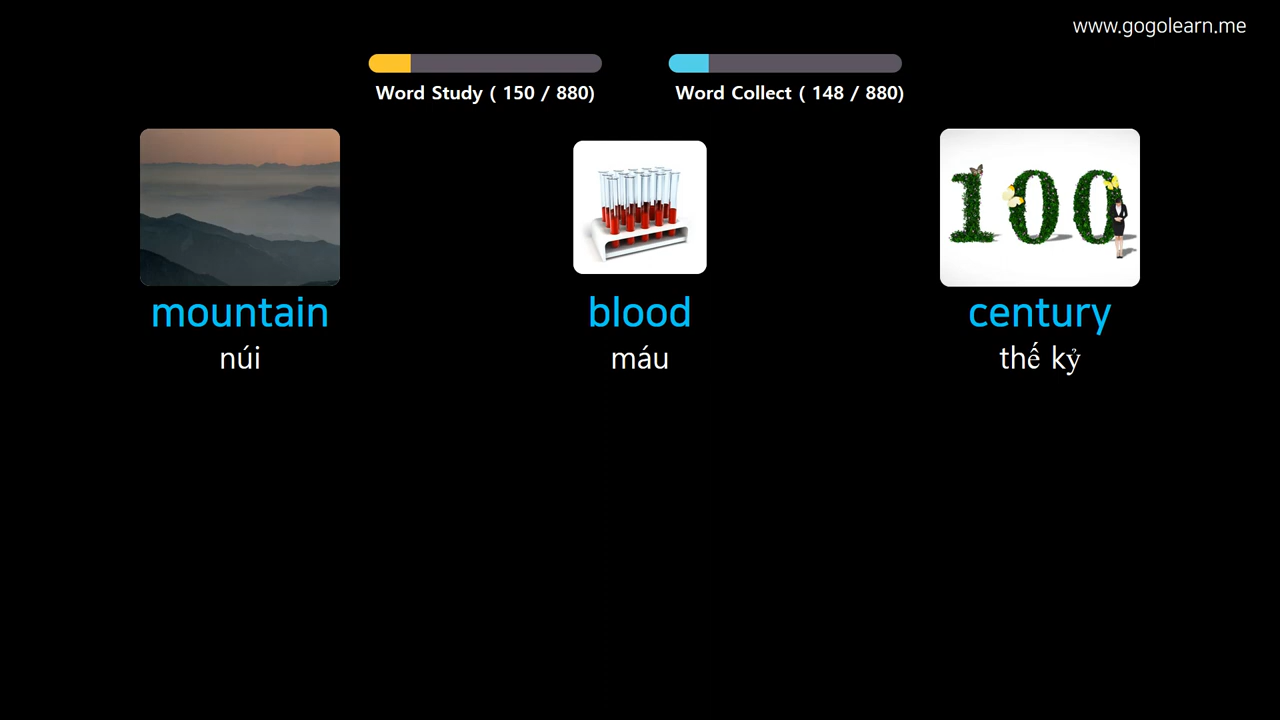 www.gogolearn.me
Word Study ( 150 / 880)
Word Collect ( 148 / 880)
100
mountain
blood
century
núi
máu
thế kỷ